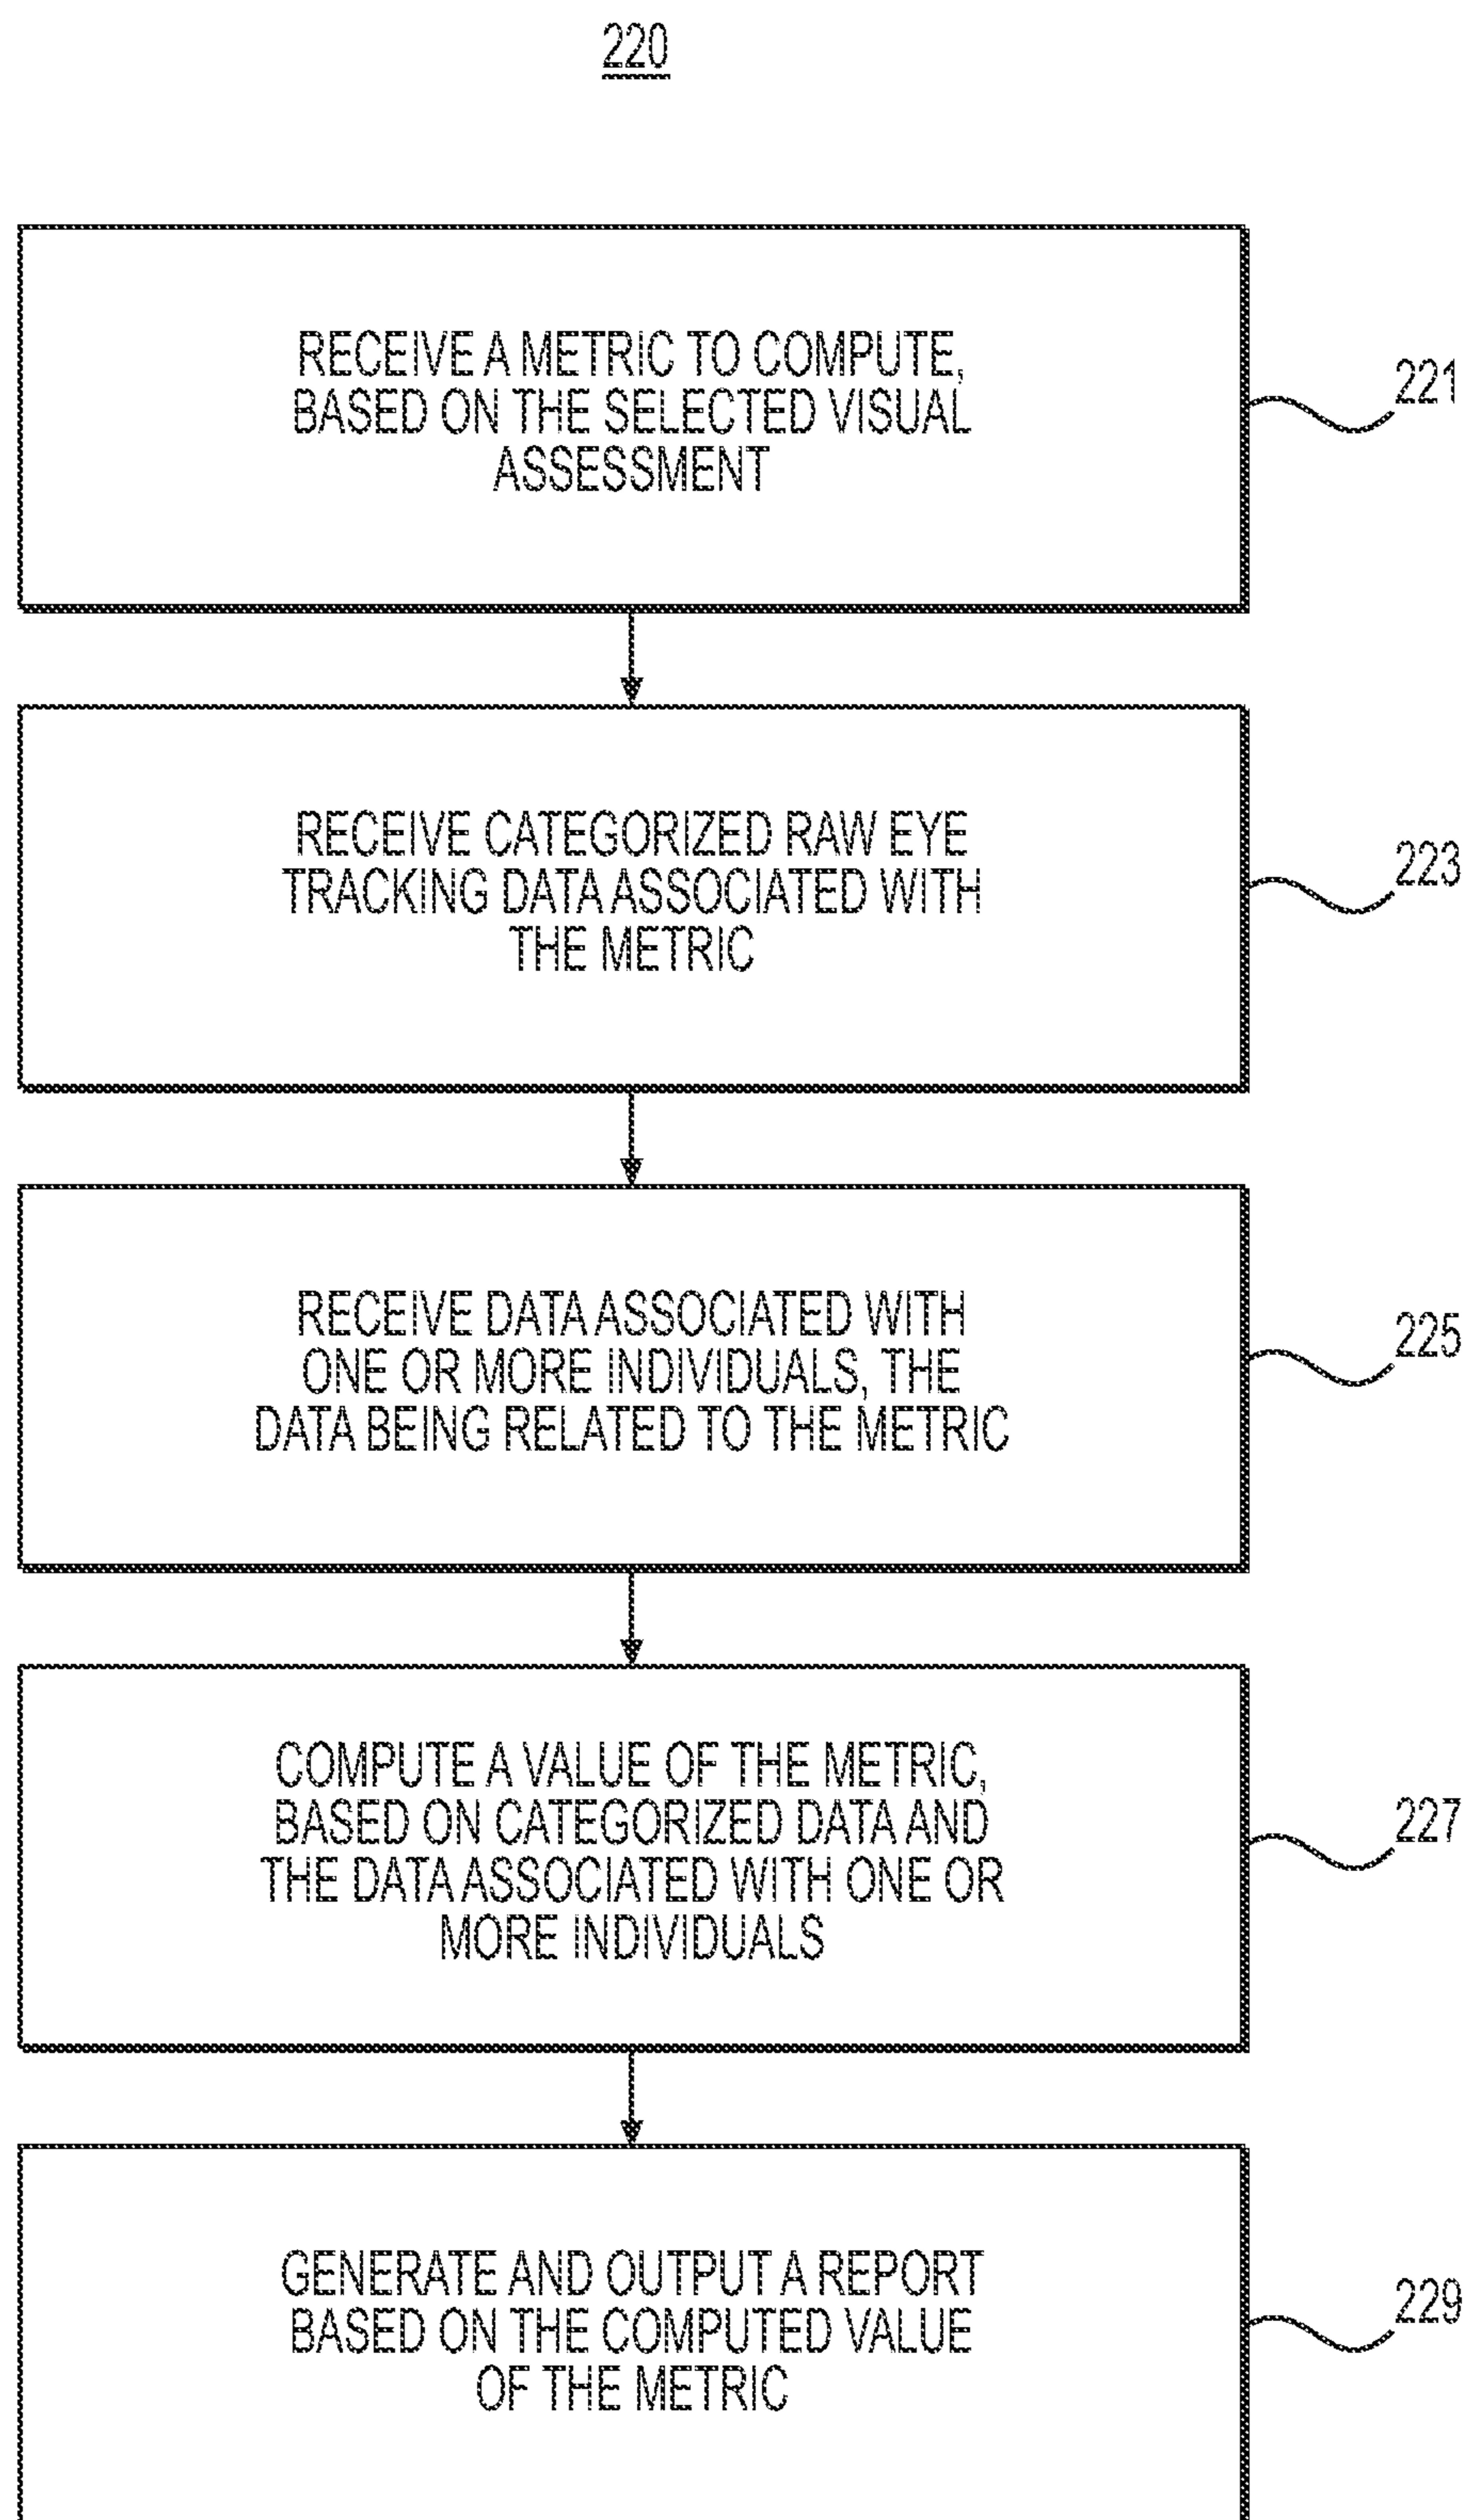 220
RECEIVE A METRIC TO COMPUTE,
BASED ON THE SELECTED VISUAL
ASSESSMENT
221
RECEIVE CATEGORIZED RAW EYE
TRACKING DATA ASSOCIATED WITH
THE METRIC
223
RECEIVE DATA ASSOCIATED WITH
ONE OR MORE INDIVIDUALS, THE
DATA BEING RELATED TO THE METRIC
225
COMPUTE A VALUE OF THE METRIC,
BASED ON CATEGORIZED DATA AND
THE DATA ASSOCIATED WITH ONE OR
MORE INDIVIDUALS
227
GENERATE AND OUTPUT A REPORT
BASED ON THE COMPUTED VALUE
OF THE METRIC
229